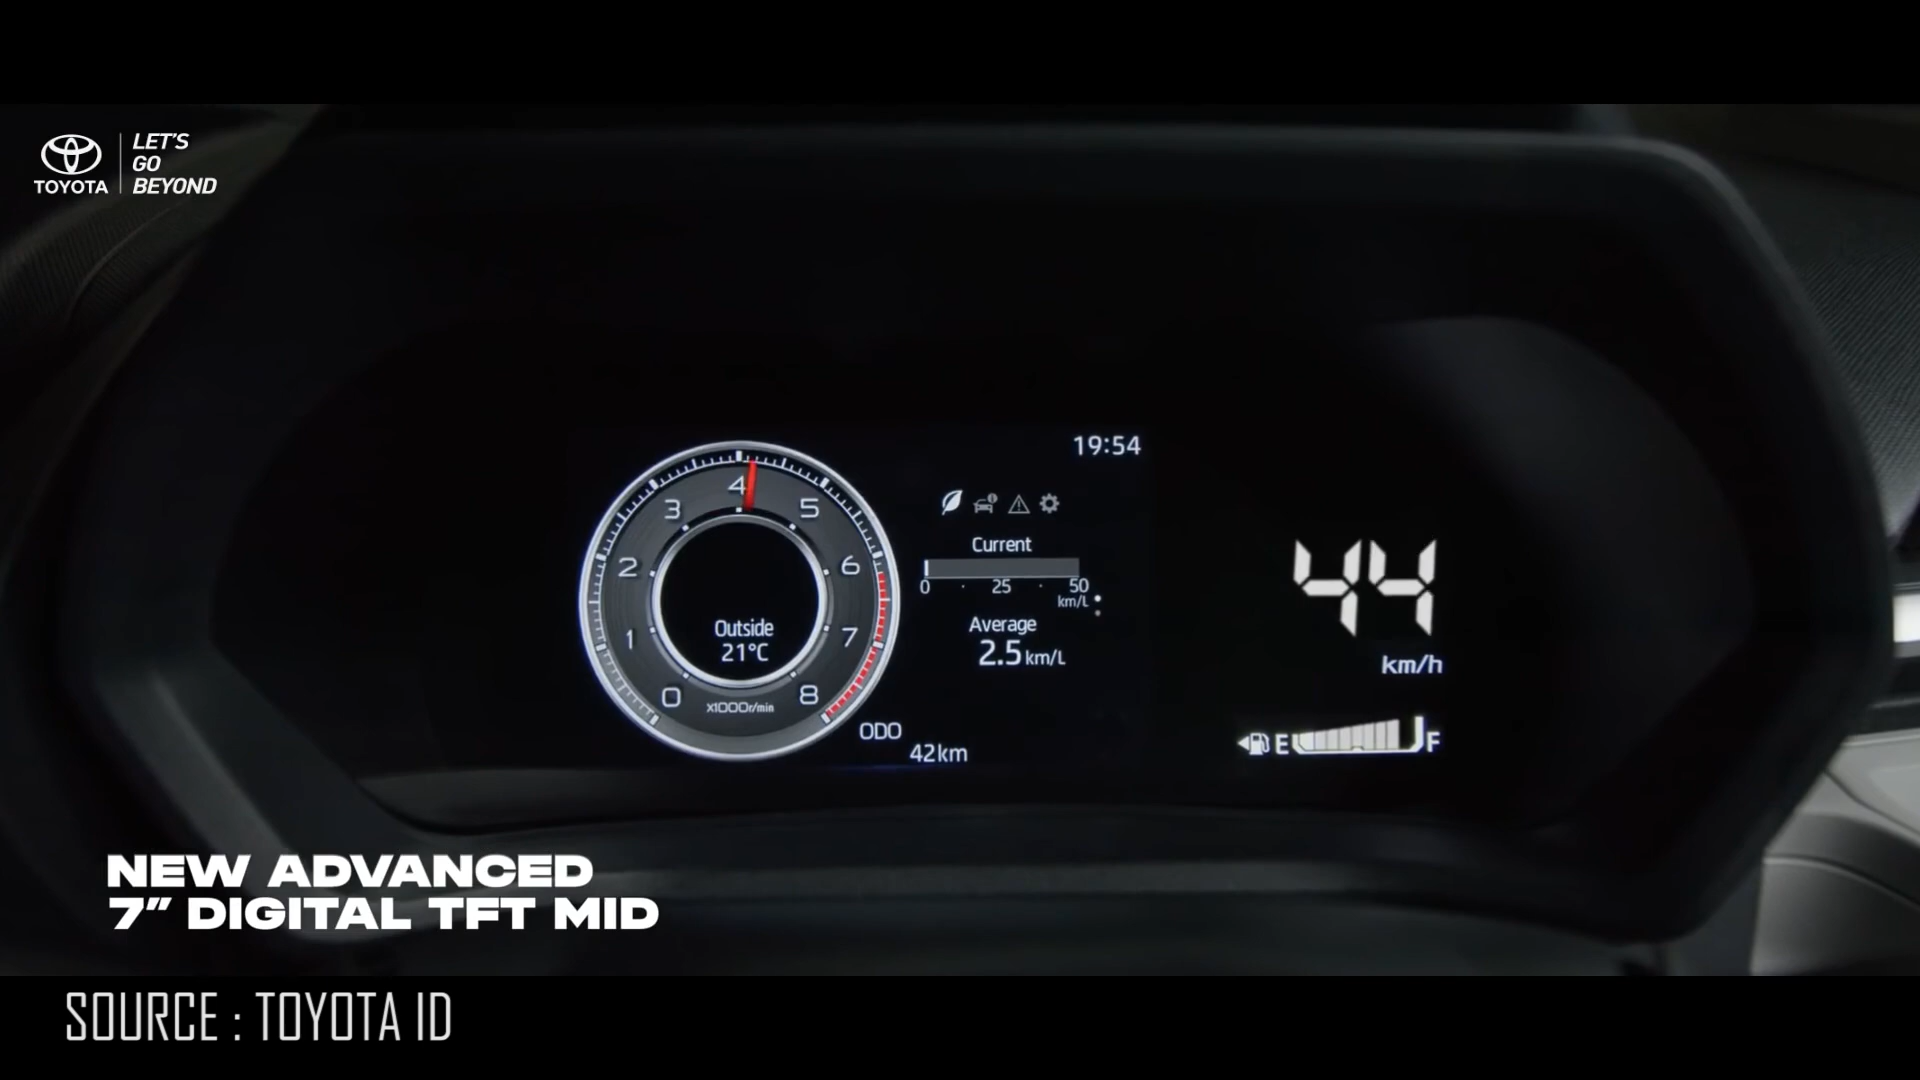 TOYOTA
LET'S
GO
BEYOND
19:54
4
3
5
2
6
1
7
0
8
x1000r/min
Outside
21°C
Current
0 25 50
km/L
Average
2.5 km/L
ODO
42km
44
km/h
E F
NEW ADVANCED
7" DIGITAL TFT MID
SOURCE : TOYOTA ID